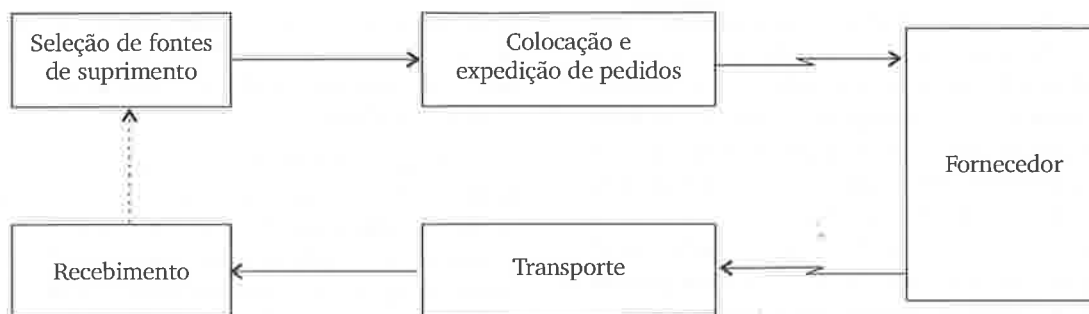 Seleção de fontes
de suprimento
Colocação e
expedição de pedidos
Fornecedor
Recebimento
Transporte